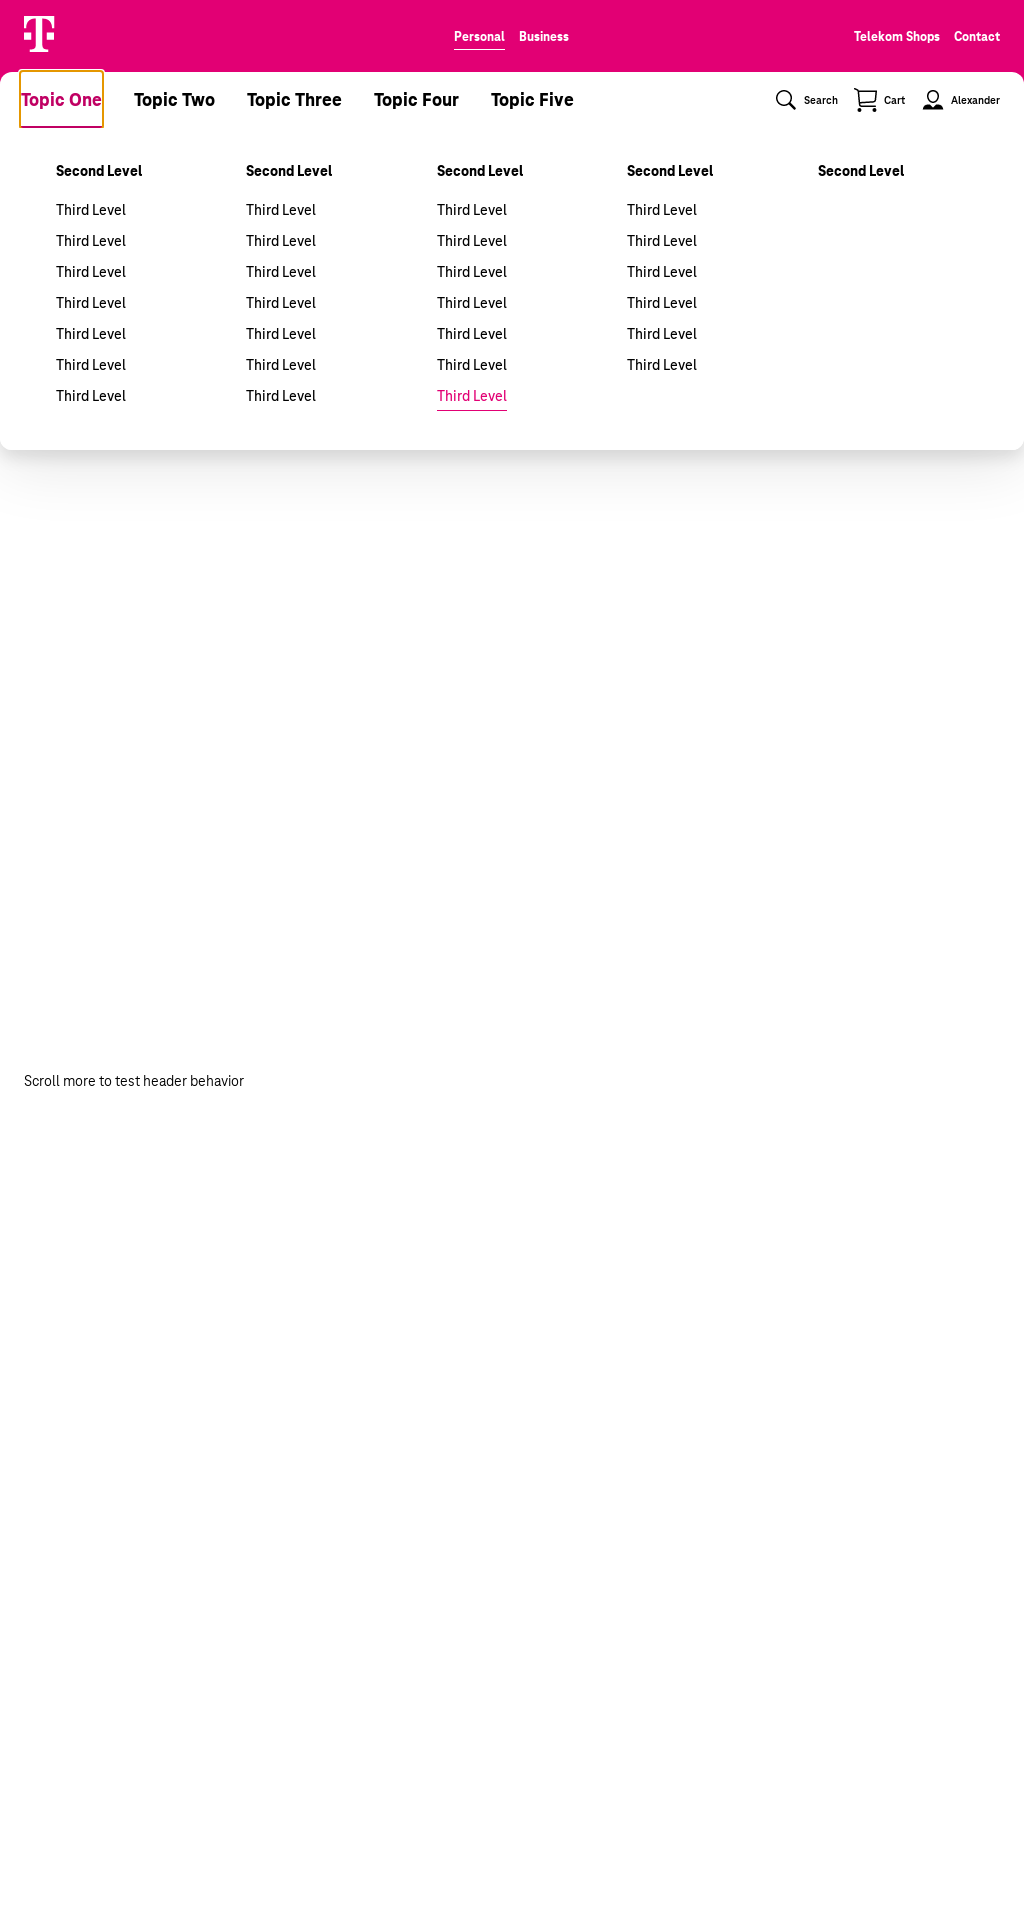 T
Personal Business
Telekom Shops Contact
Topic One Topic Two Topic Three Topic Four Topic Five
Search Cart Alexander
Second Level Second Level Second Level Second Level Second Level
Third Level Third Level Third Level Third Level
Third Level Third Level Third Level Third Level
Third Level Third Level Third Level Third Level
Third Level Third Level Third Level Third Level
Third Level Third Level Third Level Third Level
Third Level Third Level Third Level Third Level
Third Level Third Level Third Level
Scroll more to test header behavior